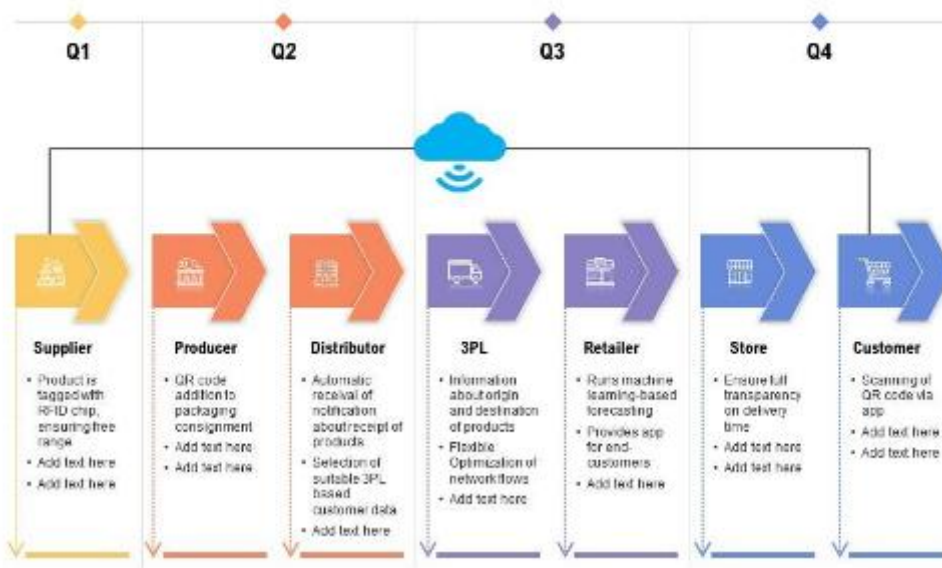 Q1
Q2
Q3
Q4
Supplier
• Product is
tagged with
RFID chip,
ensuring free
range
• Add text here
• Add text here
Producer
• QR code
addition to
packaging
consignment
• Add text here
• Add text here
Distributor
• Automatic
receival of
notification
about receipt of
products
• Selection of
suitable 3PL
based
customer data
• Add text here
3PL
• Information
about origin
and destination
of products
• Flexible
Optimization of
network flows
• Add text here
Retailer
• Runs machine
learning-based
forecasting
• Provides app
for end-
customers
• Add text here
Store
• Ensure full
transparency
on delivery
time
• Add text here
• Add text here
Customer
• Scanning of
QR code via
app
• Add text here
• Add text here